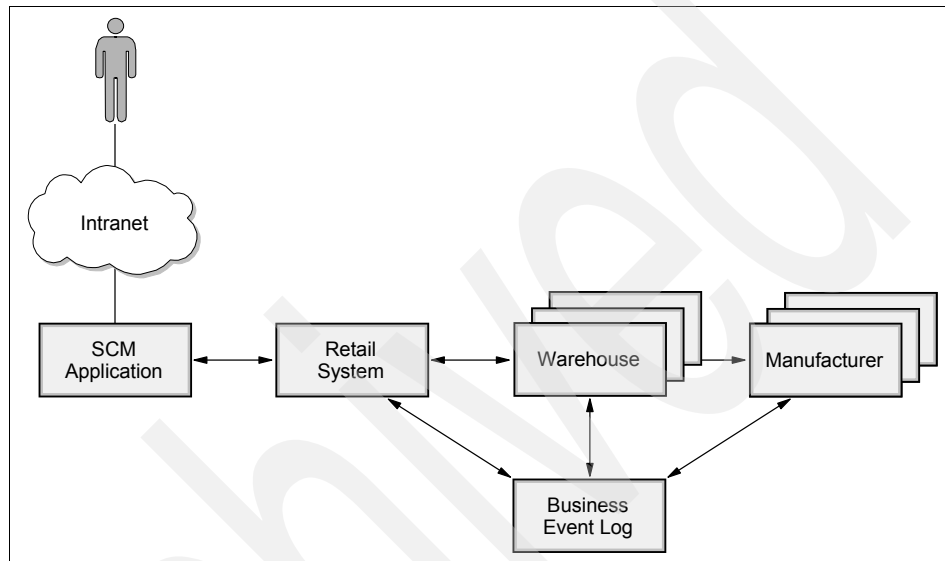 Intranet
SCM
Application
Retail
System
Warehouse
Manufacturer
Business
Event Log